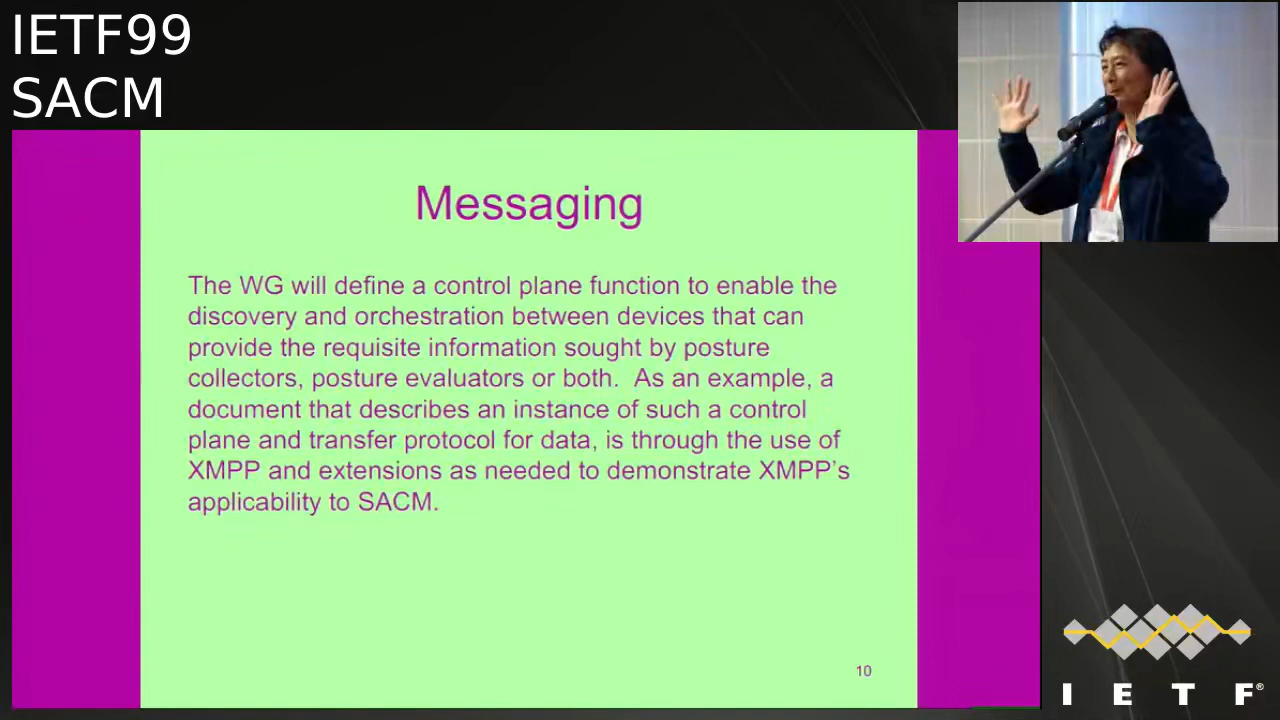 IETF99
SACM
Messaging
The WG will define a control plane function to enable the
discovery and orchestration between devices that can
provide the requisite information sought by posture
collectors, posture evaluators or both.  As an example, a
document that describes an instance of such a control
plane and transfer protocol for data, is through the use of
XMPP and extensions as needed to demonstrate XMPP’s
applicability to SACM.
10
I E T F®